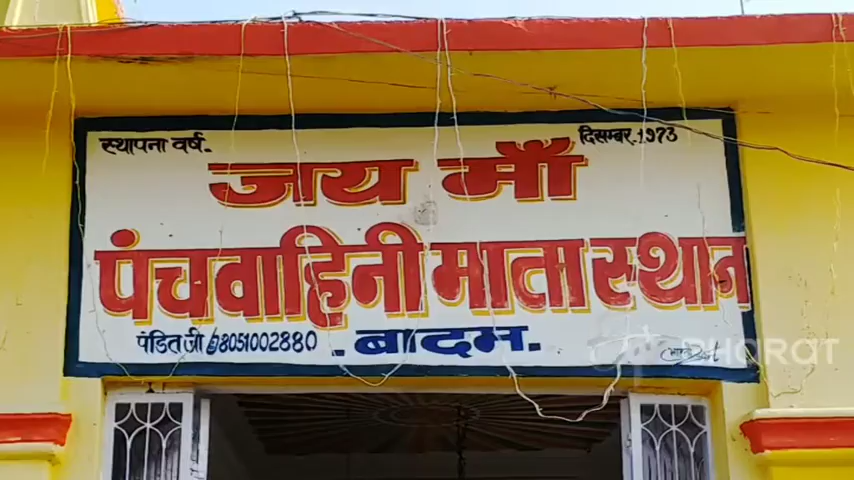 स्थापना वर्ष. दिसम्बर.1973
जय माँ
पंचवाहिनी माता स्थान
पंडित जी 8051002880 - बादम -
BHARAT